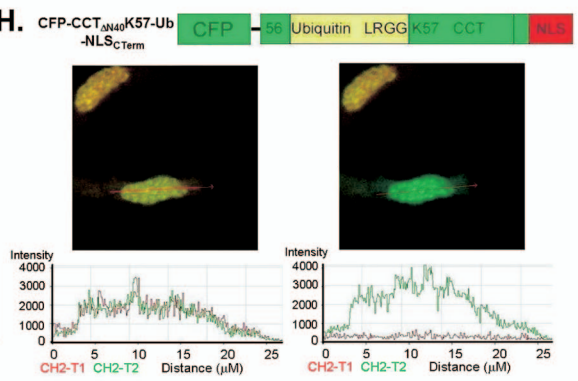 H. CFP-CCTΔN40K57-Ub
-NLSCTerm
CFP 56 Ubiquitin LRGG K57 CCT NLS
Intensity
4000
3000
2000
1000
0
0 5 10 15 20 25
CH2-T1 CH2-T2 Distance (µM)
Intensity
4000
3000
2000
1000
0
0 5 10 15 20 25
CH2-T1 CH2-T2 Distance (µM)